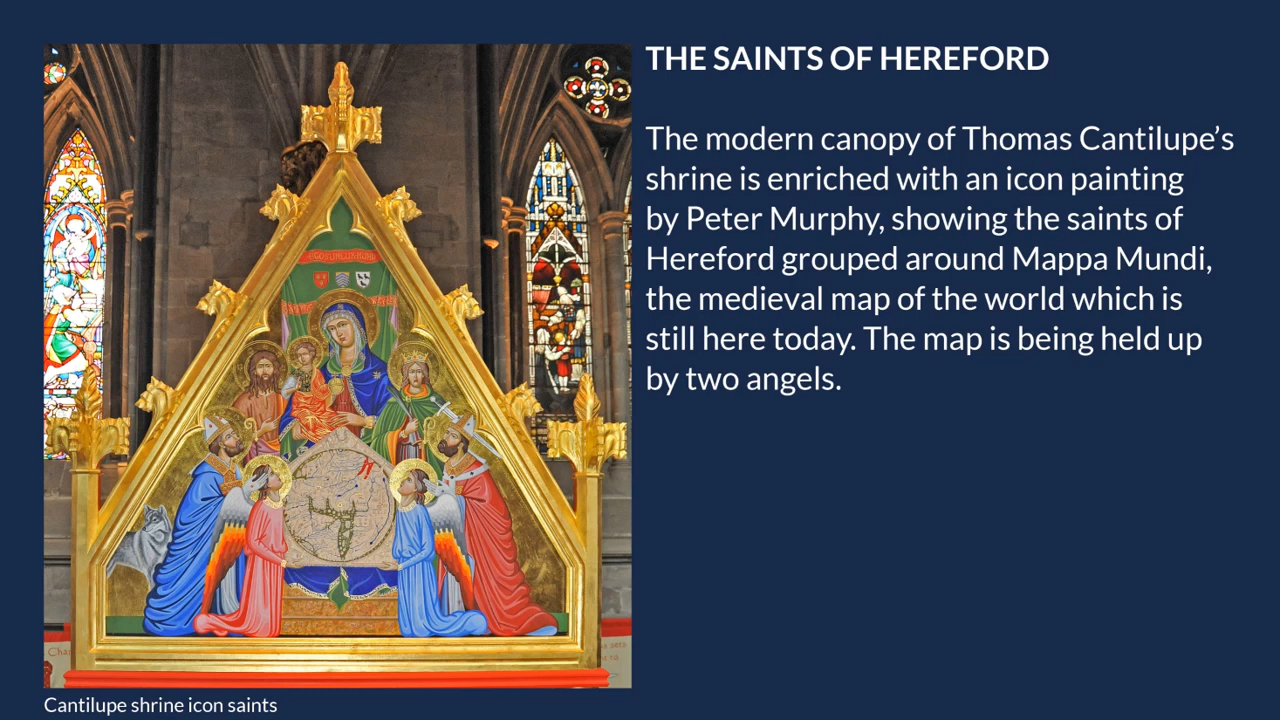 THE SAINTS OF HEREFORD
The modern canopy of Thomas Cantilupe’s
shrine is enriched with an icon painting
by Peter Murphy, showing the saints of
Hereford grouped around Mappa Mundi,
the medieval map of the world which is
still here today. The map is being held up
by two angels.
Cantilupe shrine icon saints